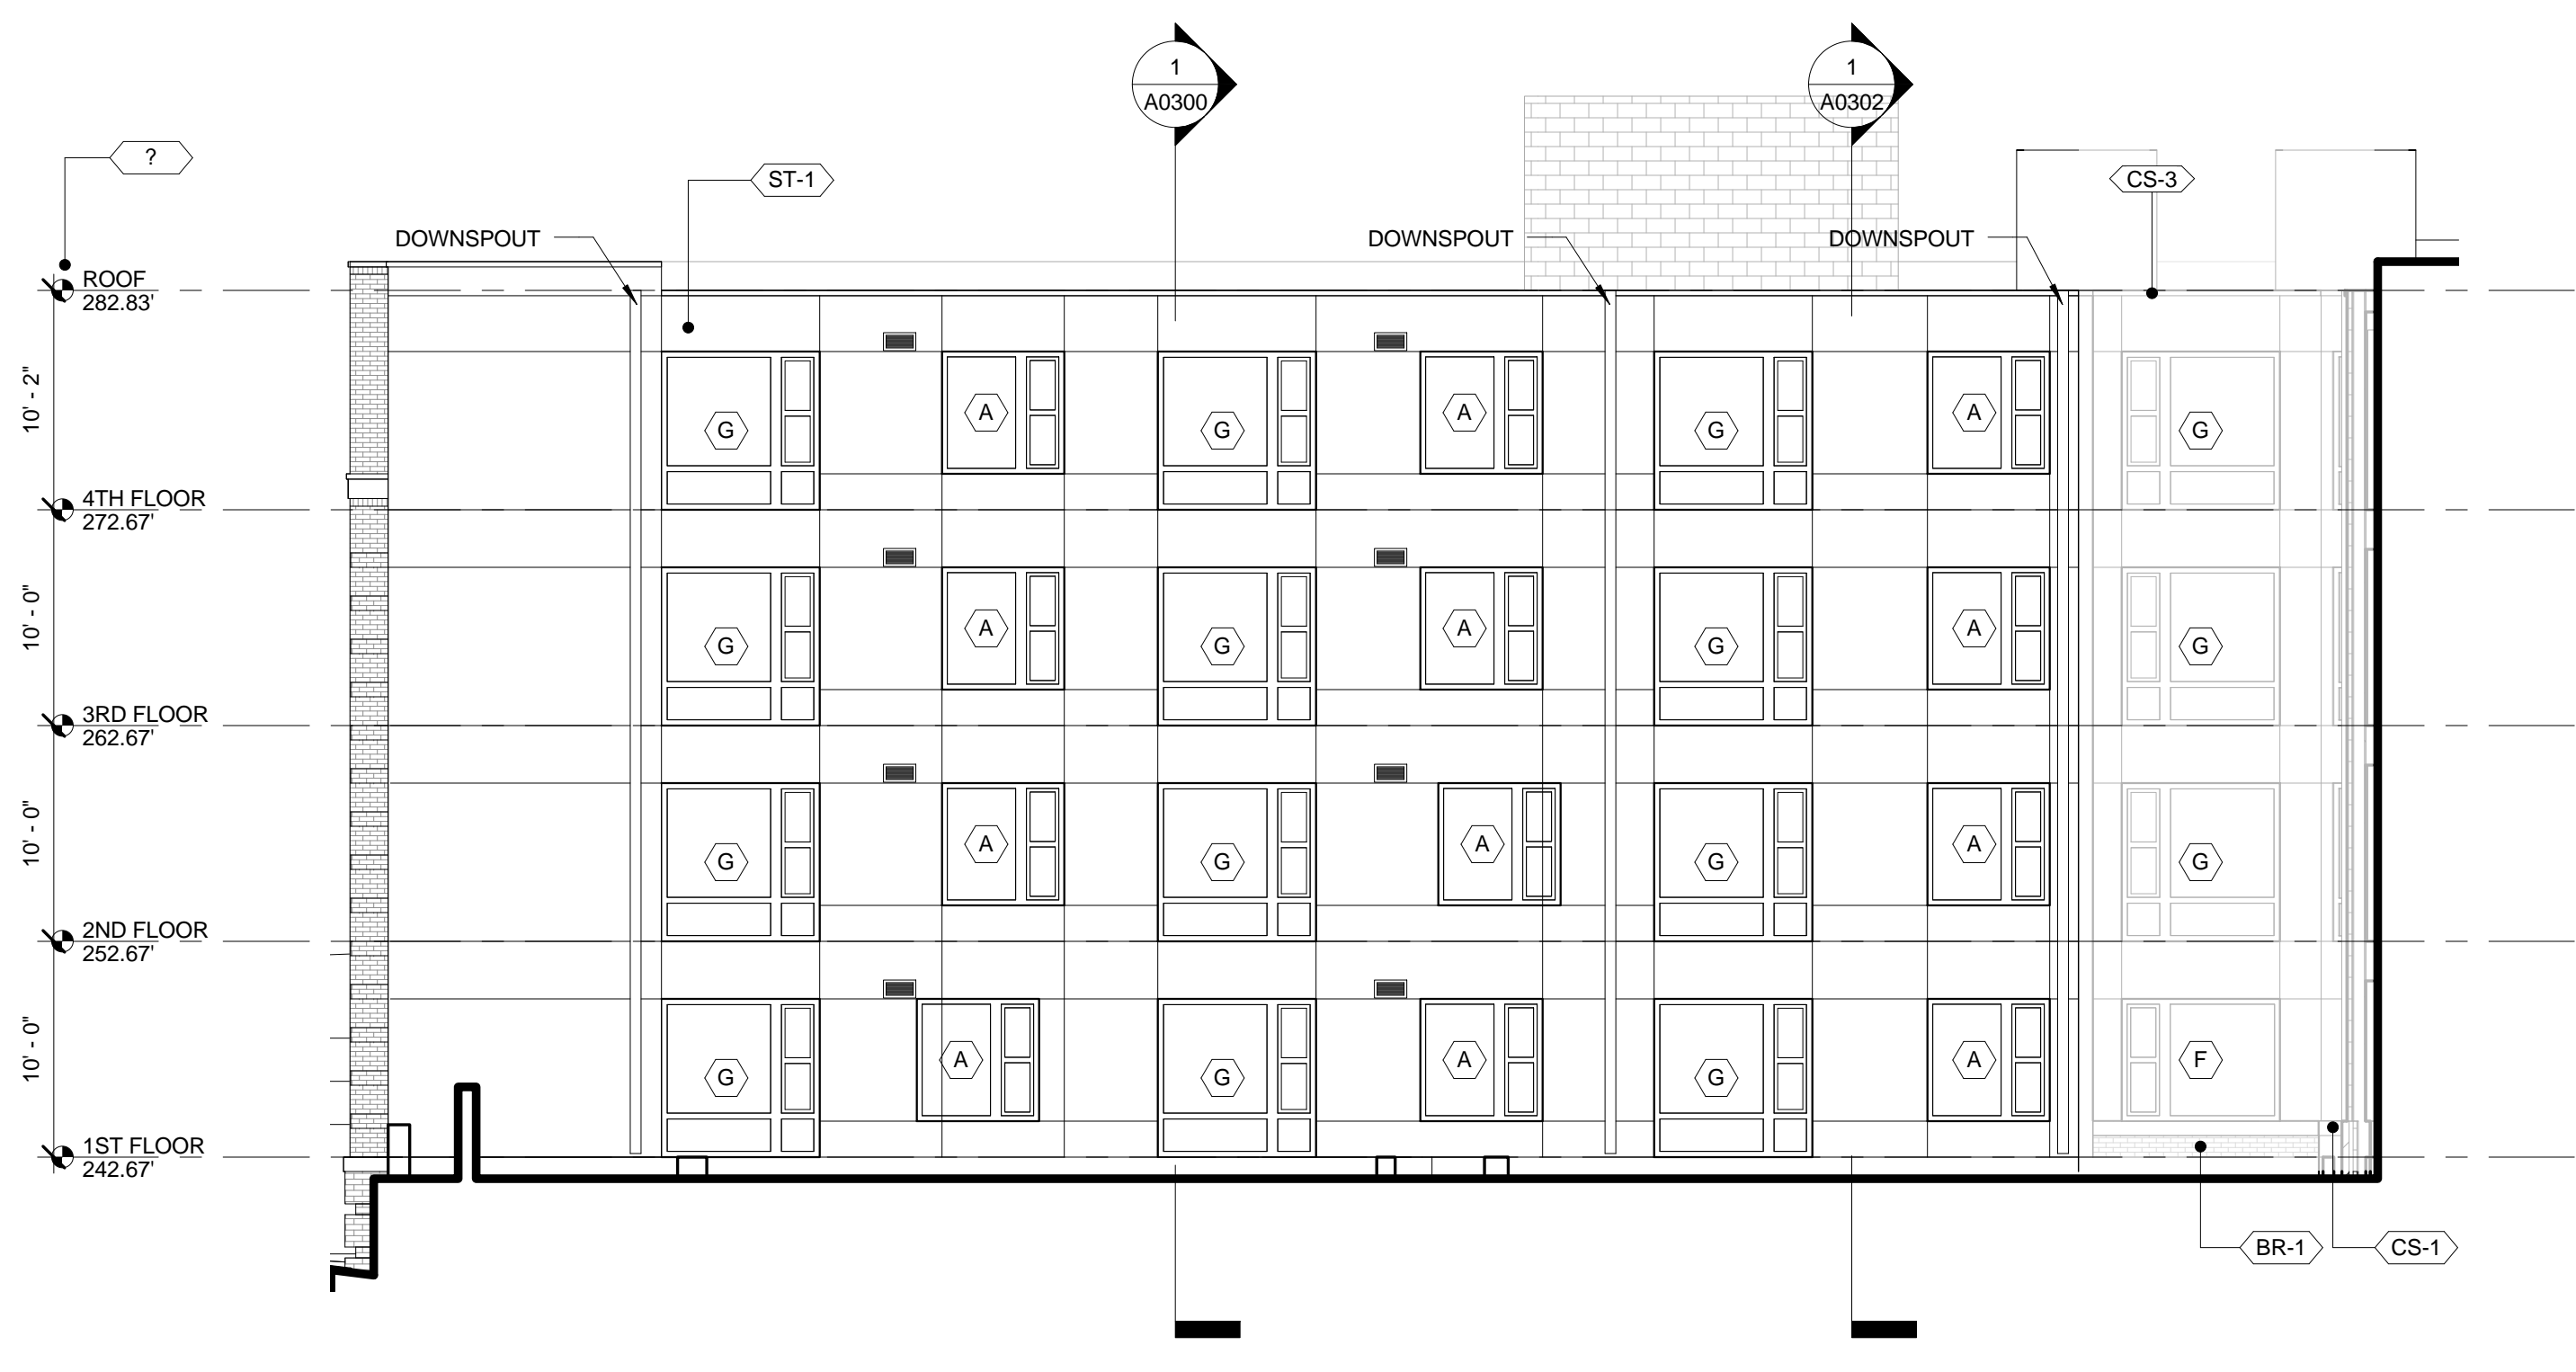 1
A0300
1
A0302
?
ST-1
CS-3
DOWNSPOUT
DOWNSPOUT
DOWNSPOUT
ROOF
282.83'
10' - 2"
G
A
G
A
G
A
G
4TH FLOOR
272.67'
10' - 0"
G
A
G
A
G
A
G
3RD FLOOR
262.67'
10' - 0"
G
A
G
A
G
A
G
2ND FLOOR
252.67'
10' - 0"
G
A
G
A
G
A
F
1ST FLOOR
242.67'
BR-1
CS-1